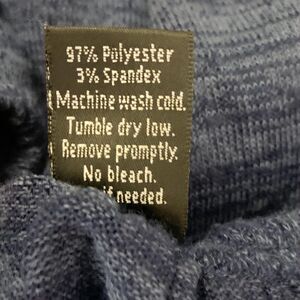 97% Polyester
3% Spandex
Machine wash cold.
Tumble dry low.
Remove promptly.
No bleach.
if needed.